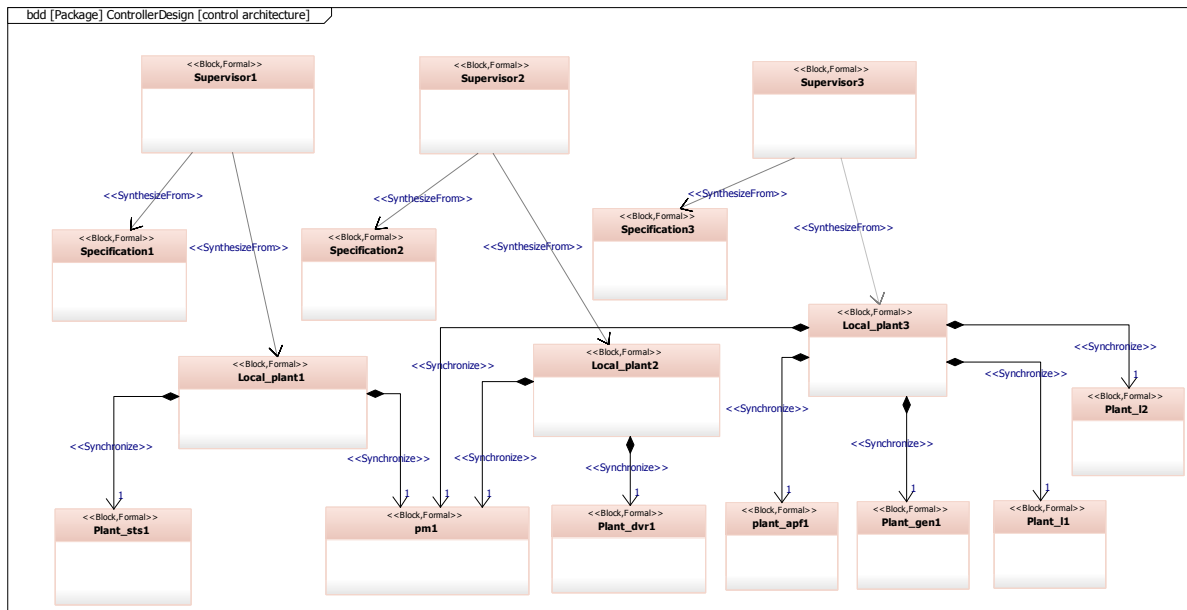 bdd [Package] ControllerDesign [control architecture]
<<Block,Formal>>
Supervisor1
<<Block,Formal>>
Supervisor2
<<Block,Formal>>
Supervisor3
<<SynthesizeFrom>>
<<SynthesizeFrom>>
<<SynthesizeFrom>>
<<Block,Formal>>
Specification1
<<Block,Formal>>
Specification2
<<Block,Formal>>
Specification3
<<SynthesizeFrom>>
<<SynthesizeFrom>>
<<SynthesizeFrom>>
<<Block,Formal>>
Local_plant1
<<Block,Formal>>
Local_plant2
<<Block,Formal>>
Local_plant3
<<Synchronize>>
1
<<Block,Formal>>
Plant_l2
<<Synchronize>>
1
<<Synchronize>>
1
<<Synchronize>>
1
<<Synchronize>>
1
<<Synchronize>>
1
<<Synchronize>>
1
<<Synchronize>>
1
1
<<Block,Formal>>
Plant_sts1
<<Block,Formal>>
pm1
<<Block,Formal>>
Plant_dvr1
<<Block,Formal>>
plant_apf1
<<Block,Formal>>
Plant_gen1
<<Block,Formal>>
Plant_l1